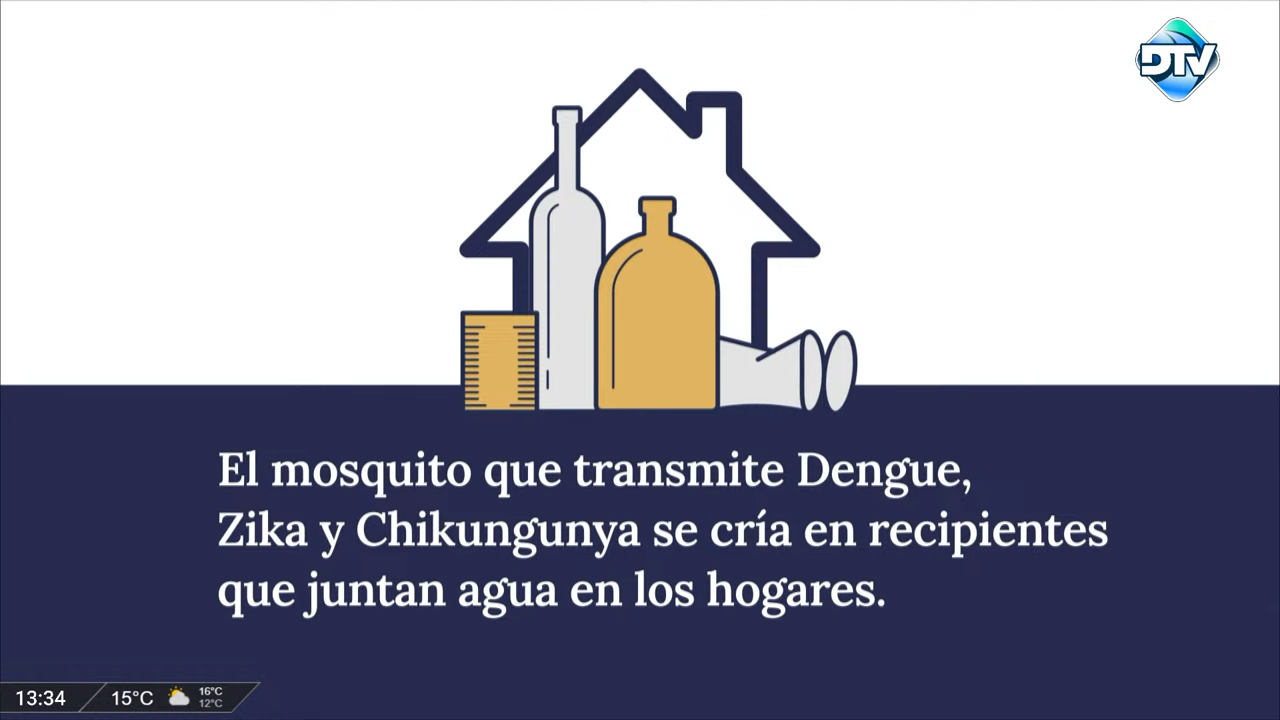 DTV
El mosquito que transmite Dengue,
Zika y Chikungunya se cría en recipientes
que juntan agua en los hogares.
13:34 15°C 16°C
12°C